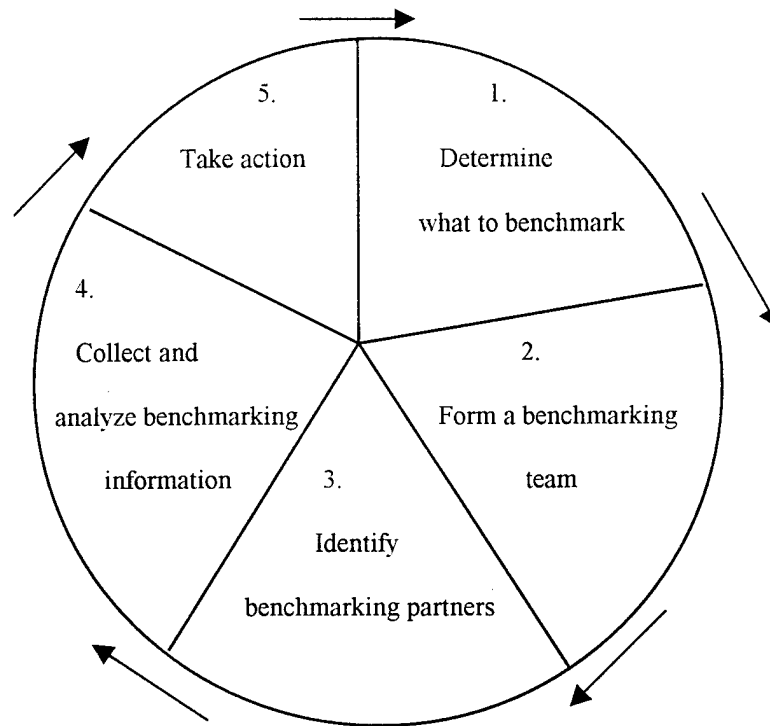 1.
Determine
what to benchmark
2.
Form a benchmarking
team
3.
Identify
benchmarking partners
4.
Collect and
analyze benchmarking
information
5.
Take action